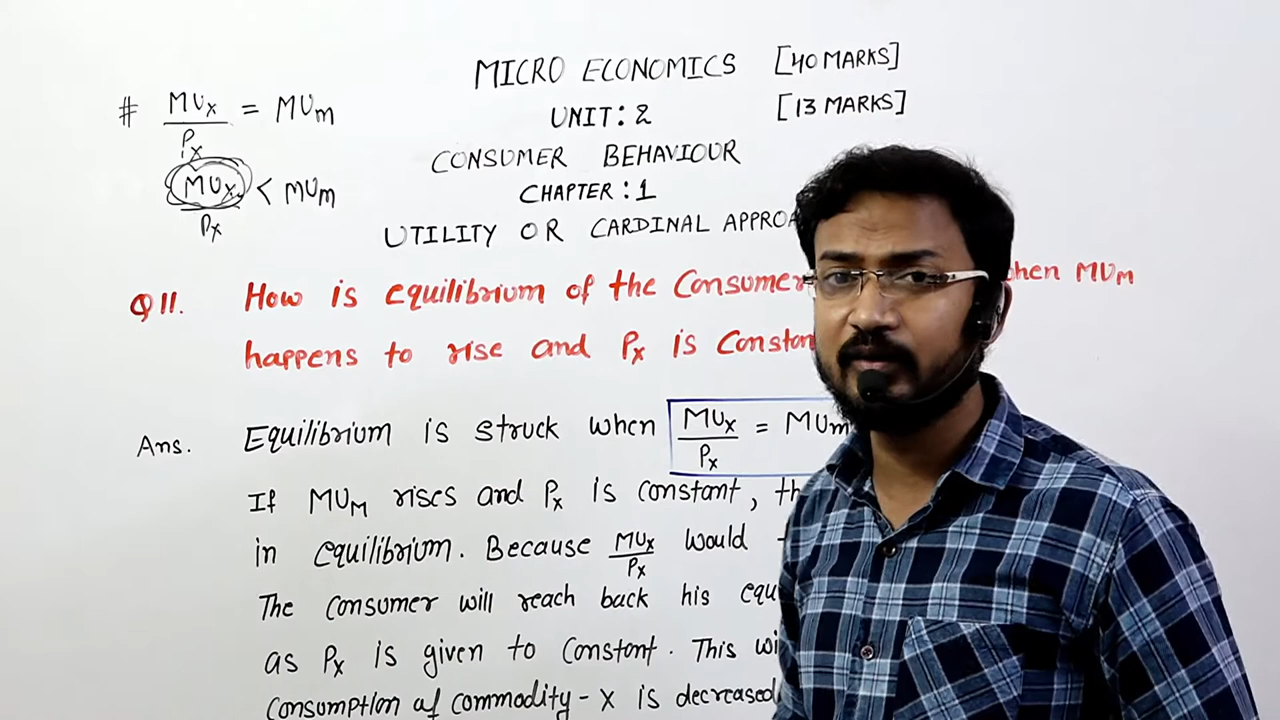 MICRO ECONOMICS [40 MARKS]
UNIT: 2 [13 MARKS]
CONSUMER BEHAVIOUR
CHAPTER: 1
UTILITY OR CARDINAL
# MUx / Px = MUm
MUx / Px < MUm
Q11. How is equilibrium of the Consumer MUM
happens to rise and Px is
Ans. Equilibrium is struck when MUx / Px = MUm
If MUM rises and Px is constant,
in equilibrium. Because MUx / Px would
The Consumer will reach back his
as Px is given to Constant. This
Consumption of commodity - X is decreased